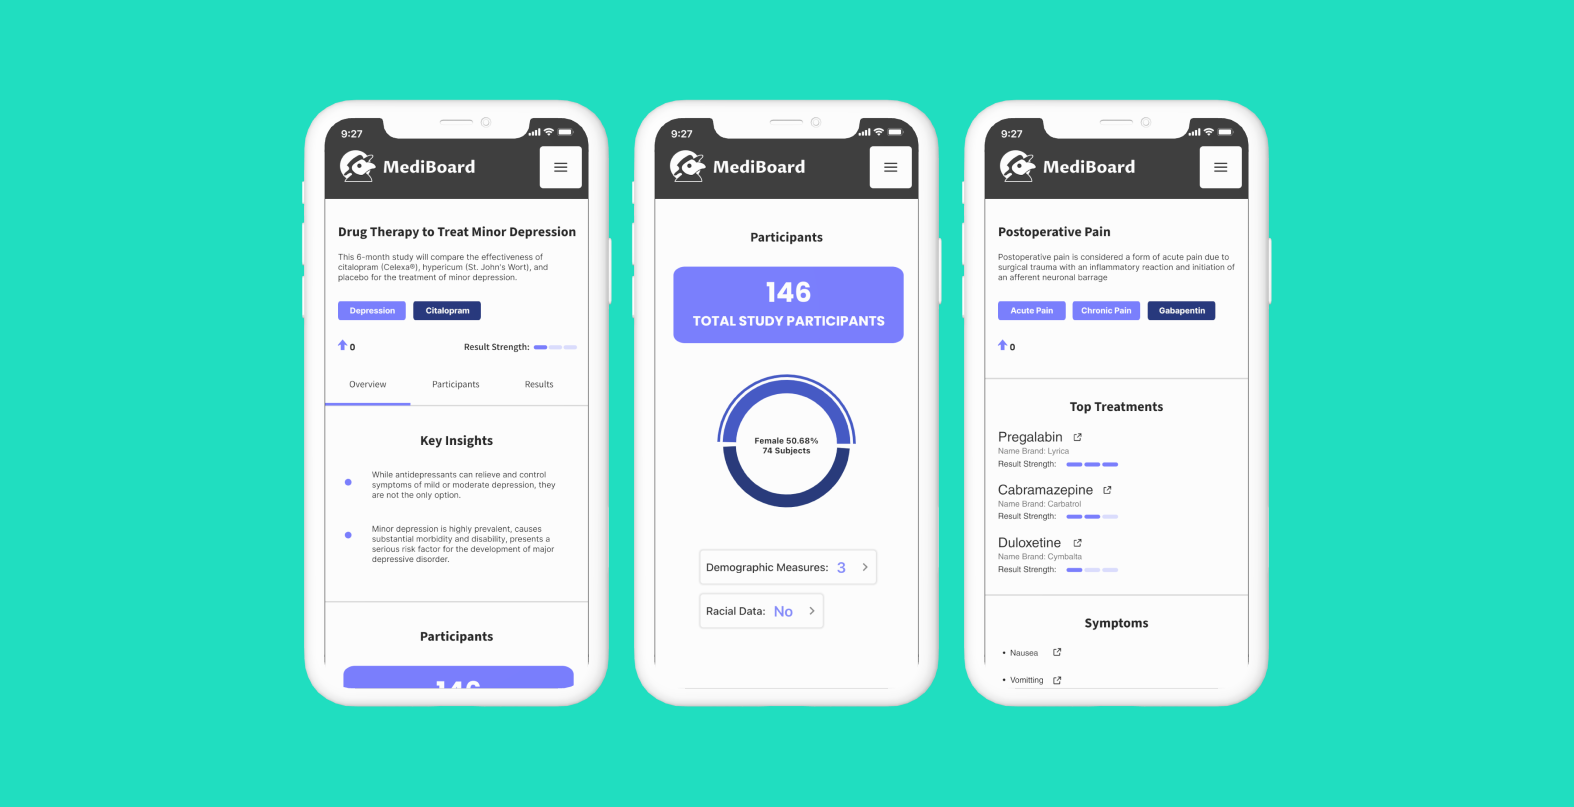 9:27
MediBoard
Drug Therapy to Treat Minor Depression
This 6-month study will compare the effectiveness of
citalopram (Celexa®), hypericum (St. John's Wort), and
placebo for the treatment of minor depression.
Depression
Citalopram
0
Result Strength:
Overview
Participants
Results
Key Insights
While antidepressants can relieve and control
symptoms of mild or moderate depression, they
are not the only option.
Minor depression is highly prevalent, causes
substantial morbidity and disability, presents a
serious risk factor for the development of major
depressive disorder.
Participants
146
9:27
MediBoard
Participants
146
TOTAL STUDY PARTICIPANTS
Female 50.68%
74 Subjects
Demographic Measures: 3
Racial Data: No
9:27
MediBoard
Postoperative Pain
Postoperative pain is considered a form of acute pain due to
surgical trauma with an inflammatory reaction and initiation of
an afferent neuronal barrage
Acute Pain
Chronic Pain
Gabapentin
0
Top Treatments
Pregalabin
Name Brand: Lyrica
Result Strength:
Cabramazepine
Name Brand: Carbatrol
Result Strength:
Duloxetine
Name Brand: Cymbalta
Result Strength:
Symptoms
• Nausea
• Vomitting